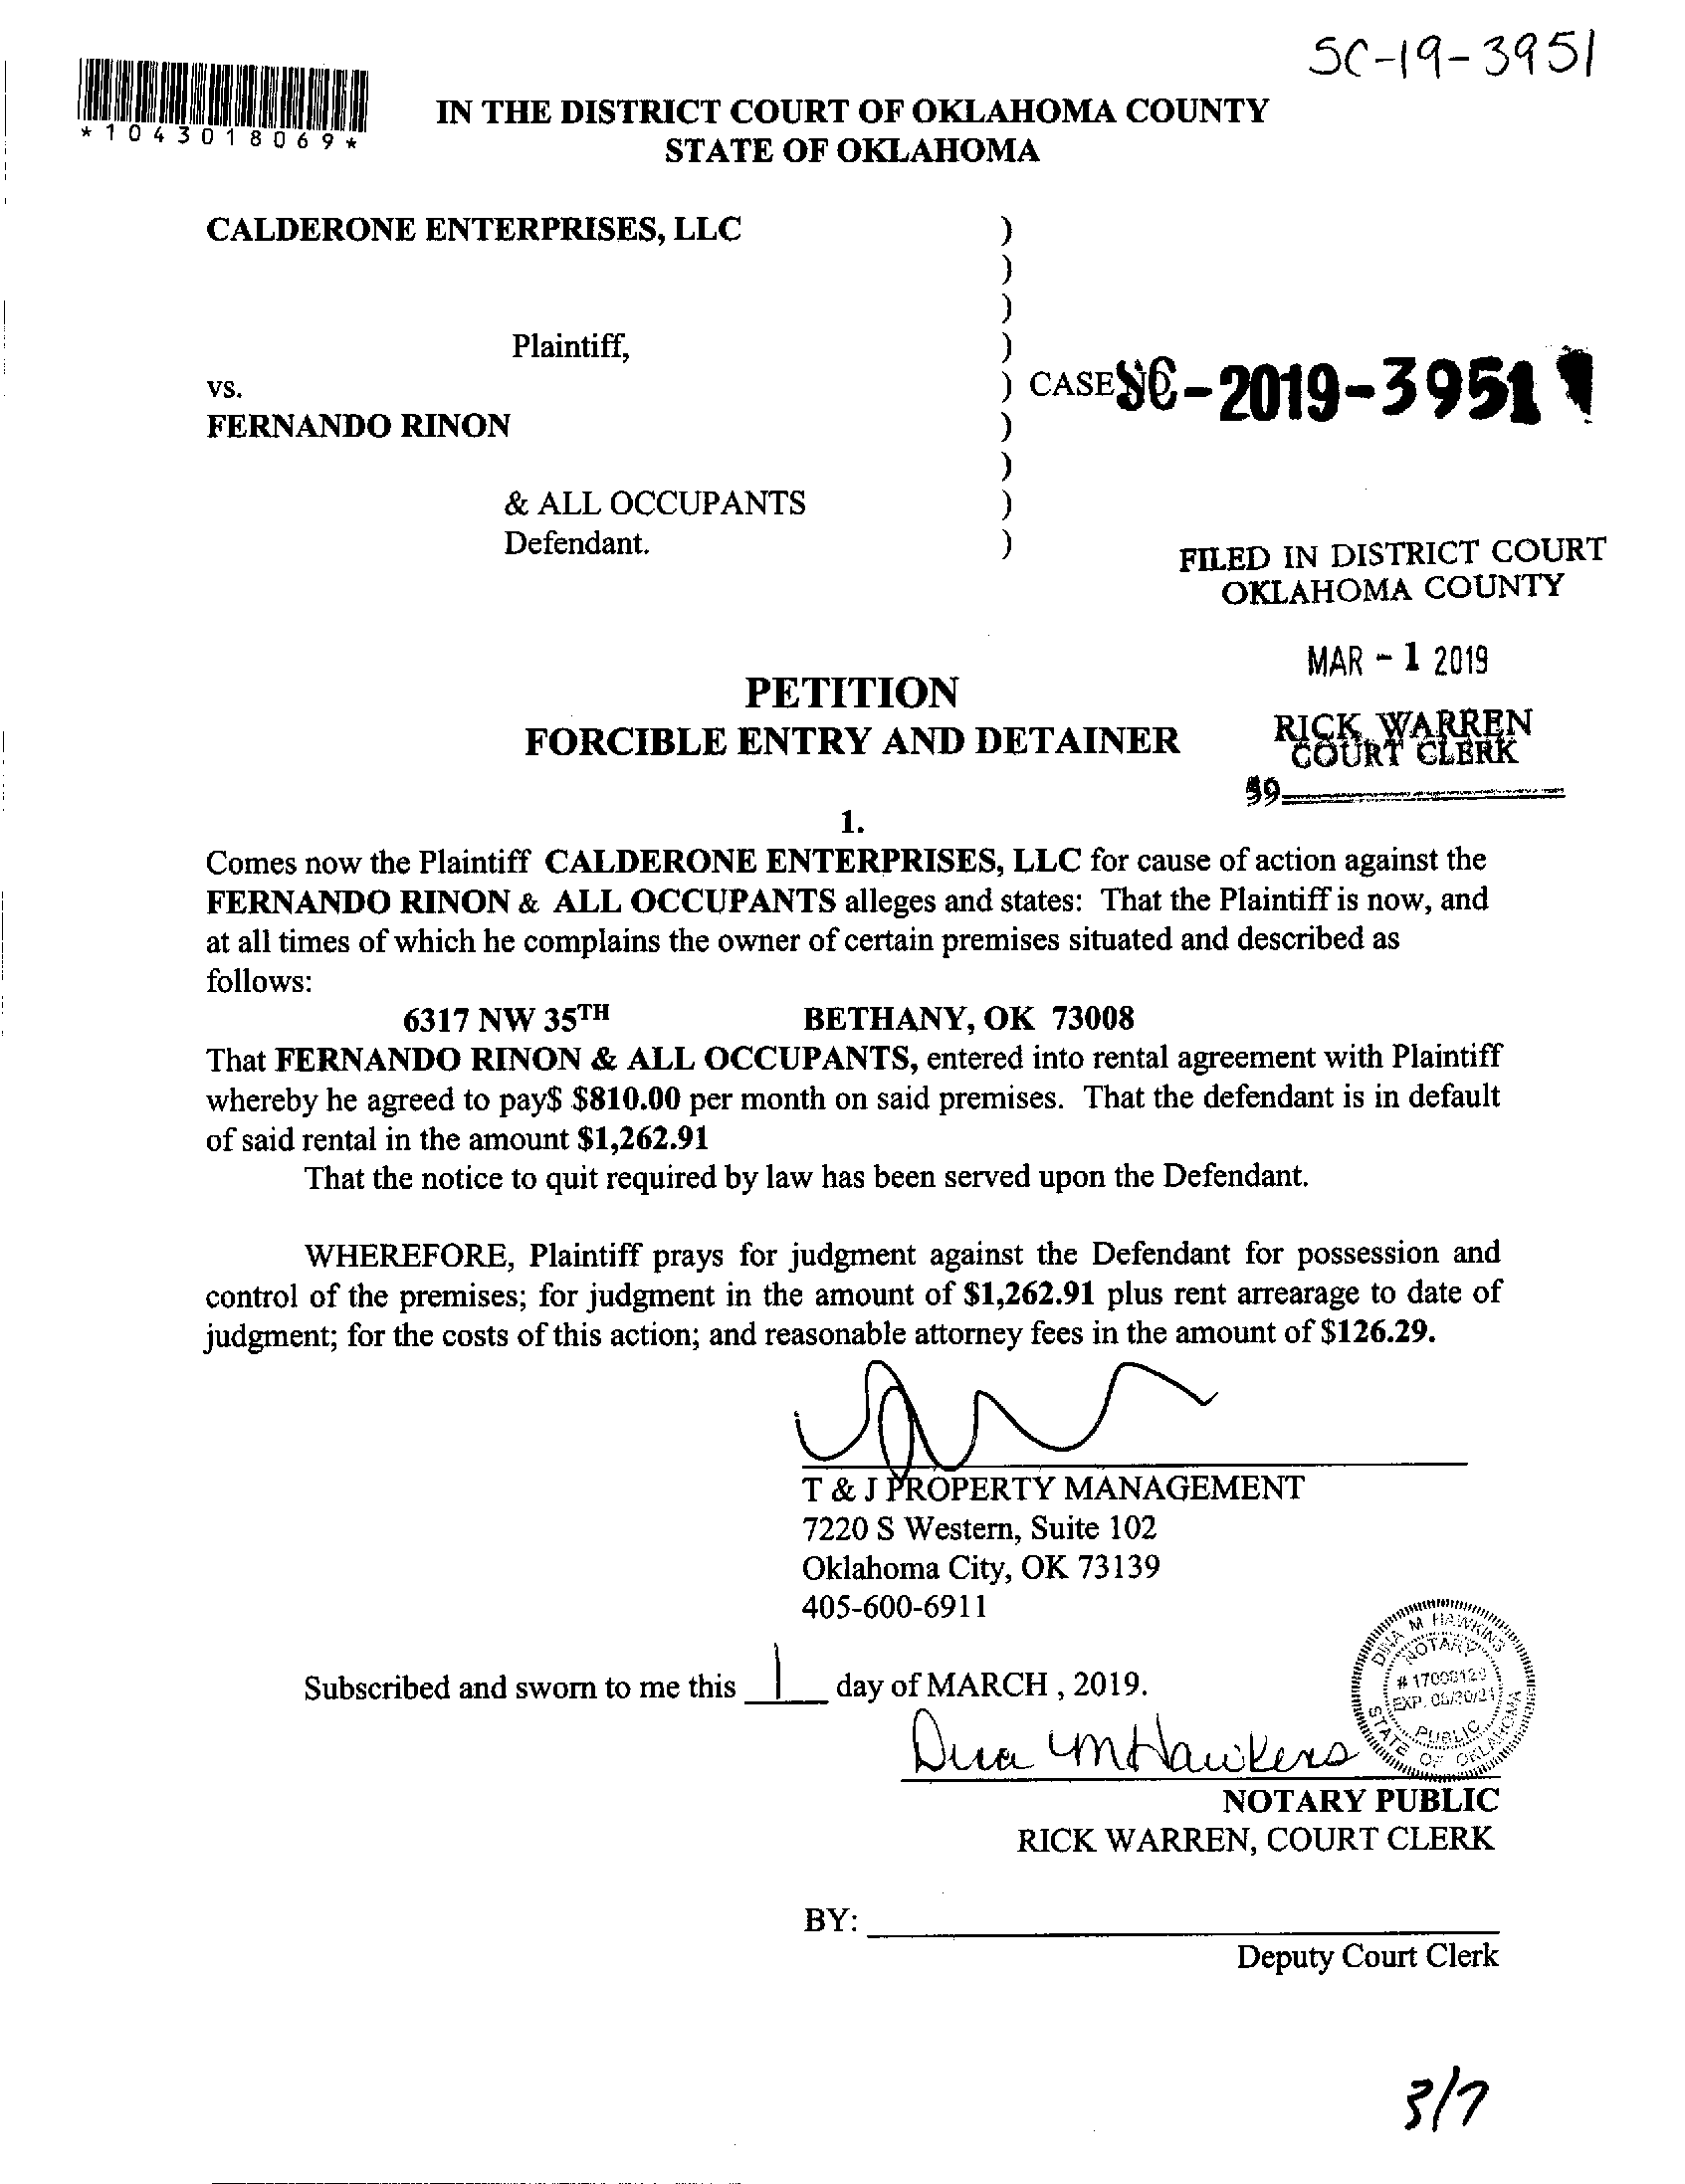 SC-19-3951
*1043018069*
IN THE DISTRICT COURT OF OKLAHOMA COUNTY
STATE OF OKLAHOMA
CALDERONE ENTERPRISES, LLC )
)
)
Plaintiff, )
vs. ) CASE SC-2019-3951
FERNANDO RINON )
)
& ALL OCCUPANTS )
Defendant. )
FILED IN DISTRICT COURT
OKLAHOMA COUNTY
MAR - 1 2019
PETITION
FORCIBLE ENTRY AND DETAINER
RICK WARREN
COURT CLERK
39
1.
Comes now the Plaintiff CALDERONE ENTERPRISES, LLC for cause of action against the
FERNANDO RINON & ALL OCCUPANTS alleges and states: That the Plaintiff is now, and
at all times of which he complains the owner of certain premises situated and described as
follows:
6317 NW 35TH BETHANY, OK 73008
That FERNANDO RINON & ALL OCCUPANTS, entered into rental agreement with Plaintiff
whereby he agreed to pay$ $810.00 per month on said premises. That the defendant is in default
of said rental in the amount $1,262.91
That the notice to quit required by law has been served upon the Defendant.
WHEREFORE, Plaintiff prays for judgment against the Defendant for possession and
control of the premises; for judgment in the amount of $1,262.91 plus rent arrearage to date of
judgment; for the costs of this action; and reasonable attorney fees in the amount of $126.29.
T & J PROPERTY MANAGEMENT
7220 S Western, Suite 102
Oklahoma City, OK 73139
405-600-6911
DINA M HAWKINS
NOTARY
EXP.
PUBLIC
STATE OF OKLAHOMA
Subscribed and sworn to me this 1 day of MARCH , 2019.
Dina M Hawkins
NOTARY PUBLIC
RICK WARREN, COURT CLERK
BY:
Deputy Court Clerk
3/7